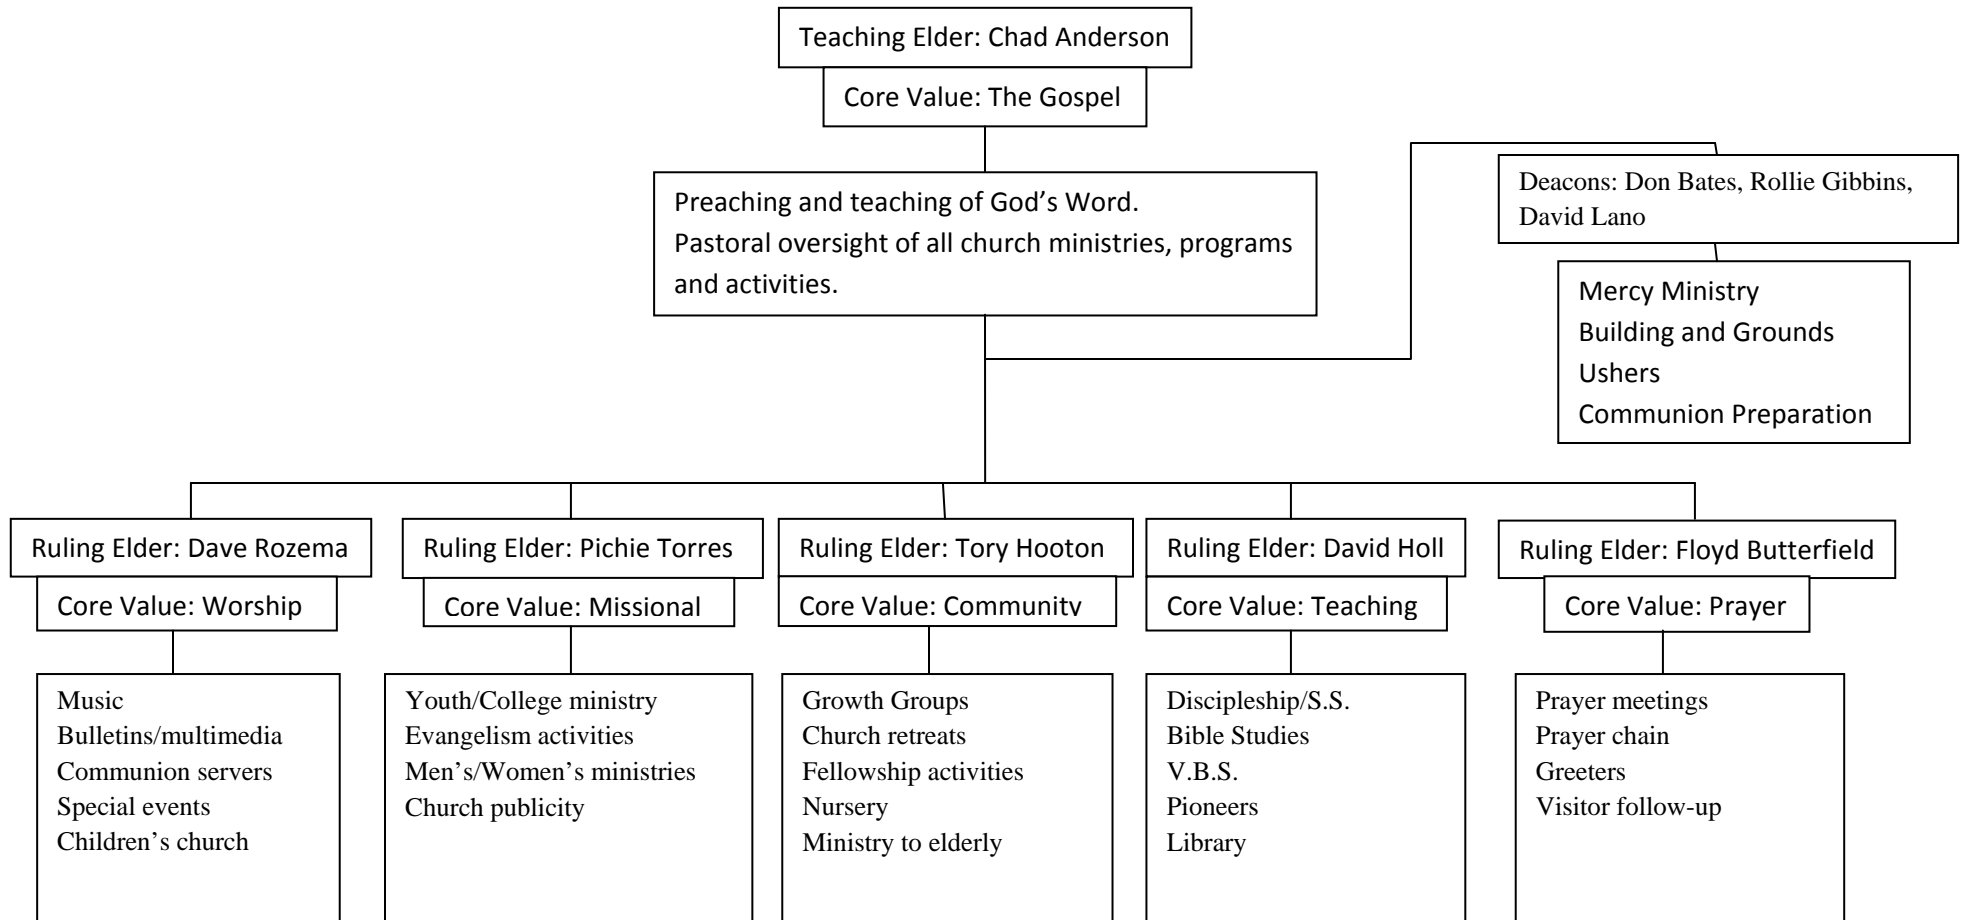 Teaching Elder: Chad Anderson
Core Value: The Gospel
Preaching and teaching of God’s Word.
Pastoral oversight of all church ministries, programs
and activities.
Deacons: Don Bates, Rollie Gibbins,
David Lano
Mercy Ministry
Building and Grounds
Ushers
Communion Preparation
Ruling Elder: Dave Rozema
Core Value: Worship
Music
Bulletins/multimedia
Communion servers
Special events
Children’s church
Ruling Elder: Pichie Torres
Core Value: Missional
Youth/College ministry
Evangelism activities
Men’s/Women’s ministries
Church publicity
Ruling Elder: Tory Hooton
Core Value: Community
Growth Groups
Church retreats
Fellowship activities
Nursery
Ministry to elderly
Ruling Elder: David Holl
Core Value: Teaching
Discipleship/S.S.
Bible Studies
V.B.S.
Pioneers
Library
Ruling Elder: Floyd Butterfield
Core Value: Prayer
Prayer meetings
Prayer chain
Greeters
Visitor follow-up